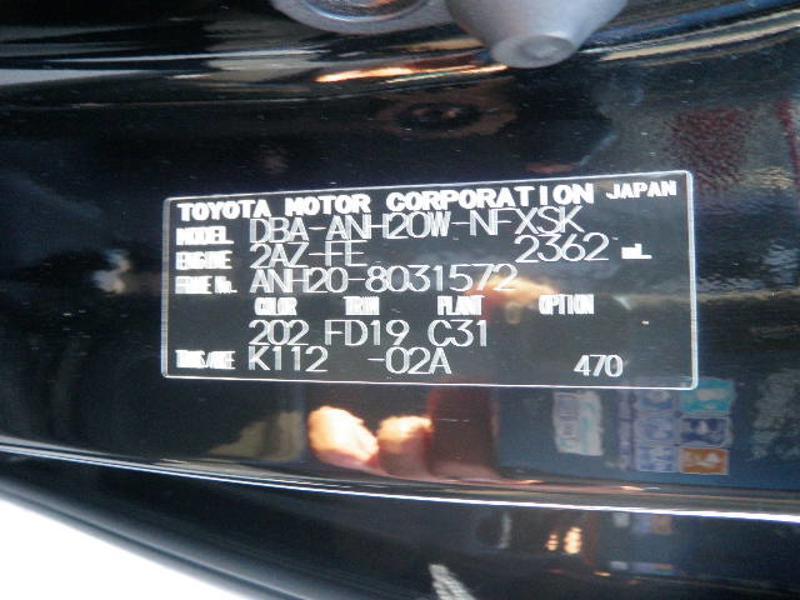 TOYOTA MOTOR CORPORATION JAPAN
MODEL DBA-ANH20W-NFXSK
ENGINE 2AZ-FE 2362 mL
FRAME No. ANH20-8031572
COLOR TRIM PLANT OPTION
202 FD19 C31
TRANS/AXLE K112 -02A 470